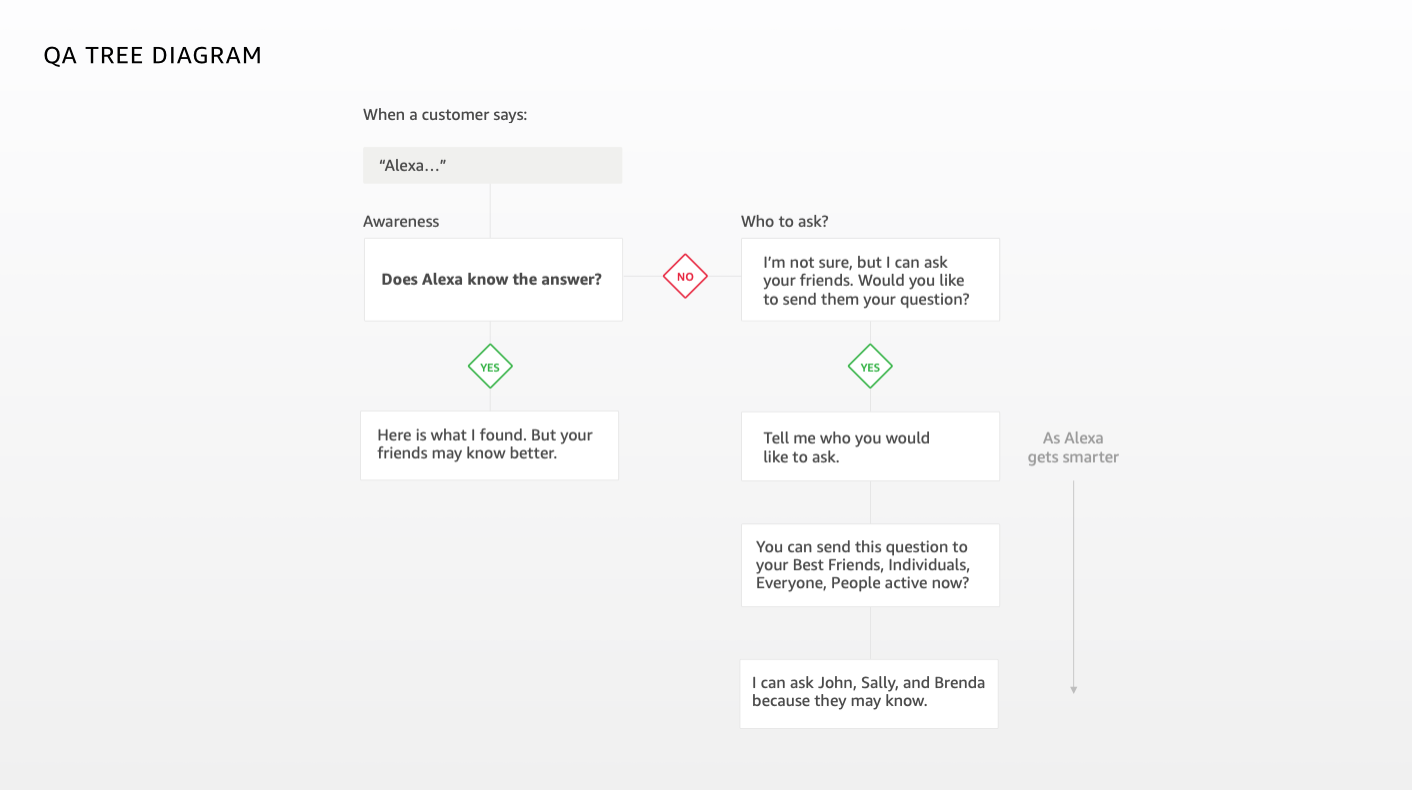 QA TREE DIAGRAM
When a customer says:
“Alexa…”
Awareness
Does Alexa know the answer?
NO
Who to ask?
I’m not sure, but I can ask
your friends. Would you like
to send them your question?
YES
YES
Here is what I found. But your
friends may know better.
Tell me who you would
like to ask.
As Alexa
gets smarter
You can send this question to
your Best Friends, Individuals,
Everyone, People active now?
I can ask John, Sally, and Brenda
because they may know.